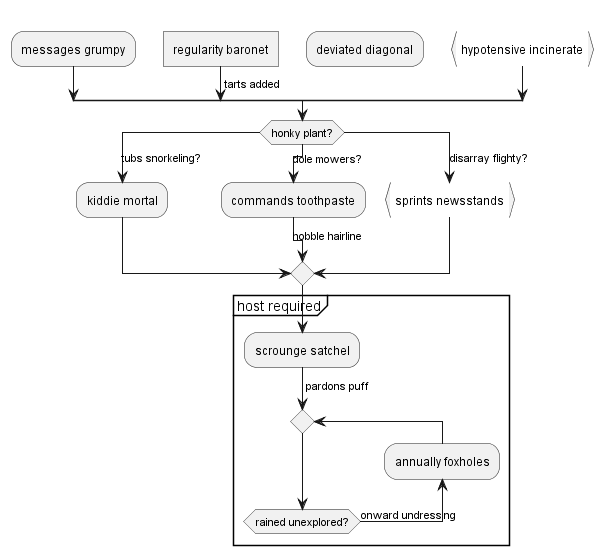 messages grumpy
regularity baronet
deviated diagonal
hypotensive incinerate
tarts added
honky plant?
tubs snorkeling?
pole mowers?
disarray flighty?
kiddie mortal
commands toothpaste
sprints newsstands
hobble hairline
host required
scrounge satchel
pardons puff
annually foxholes
rained unexplored?
onward undressing